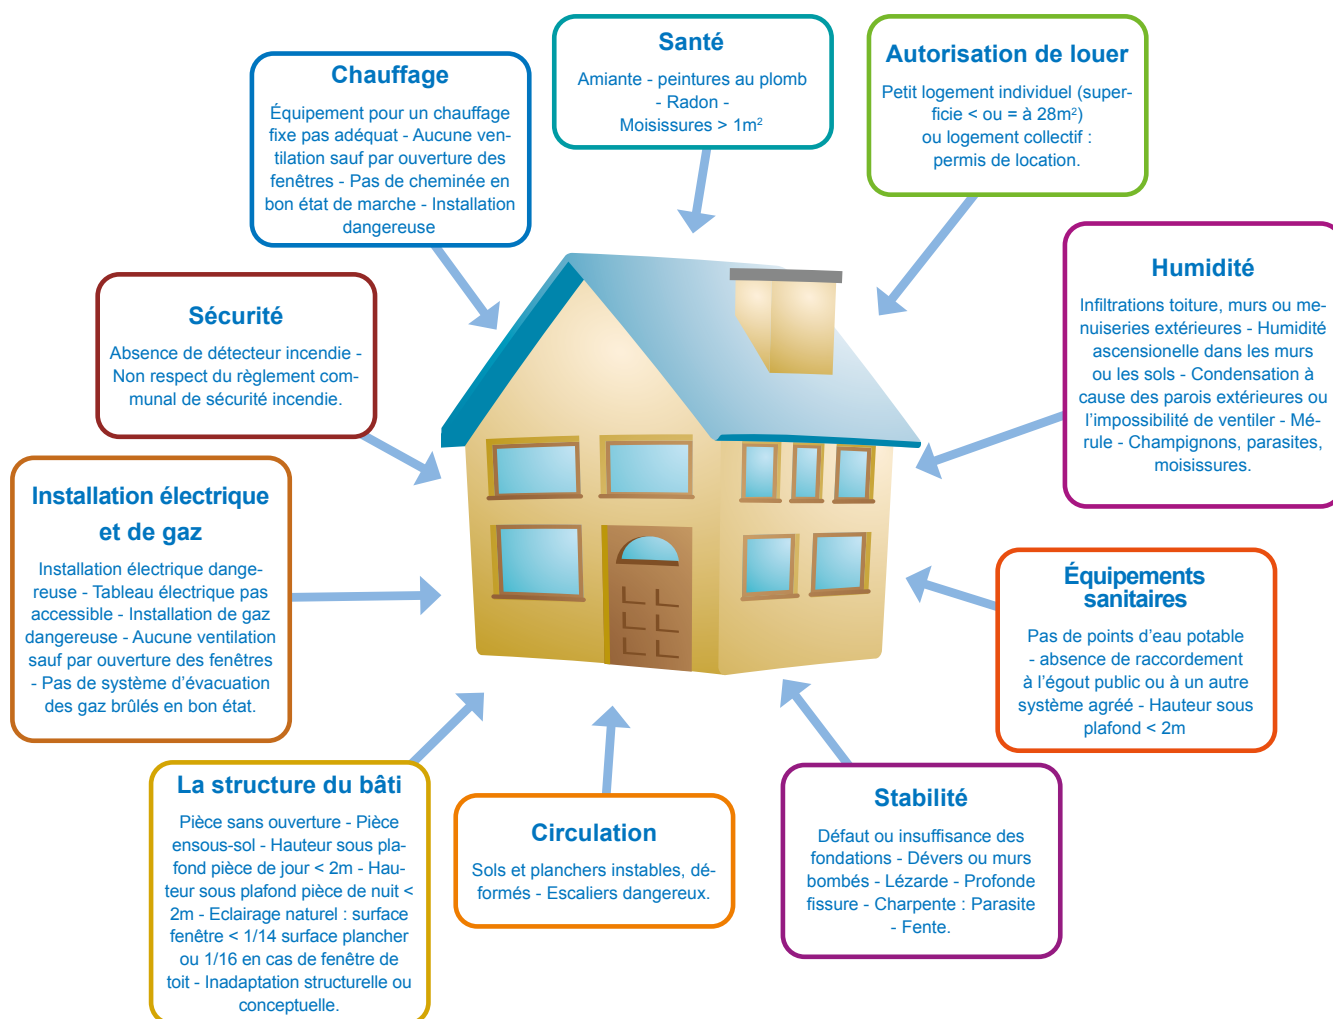 Santé
Amiante - peintures au plomb
- Radon -
Moisissures > 1m²
Autorisation de louer
Petit logement individuel (super-
ficie < ou = à 28m²)
ou logement collectif :
permis de location.
Chauffage
Équipement pour un chauffage
fixe pas adéquat - Aucune ven-
tilation sauf par ouverture des
fenêtres - Pas de cheminée en
bon état de marche - Installation
dangereuse
Humidité
Infiltrations toiture, murs ou me-
nuiseries extérieures - Humidité
ascensionelle dans les murs
ou les sols - Condensation à
cause des parois extérieures ou
l’impossibilité de ventiler - Mé-
rule - Champignons, parasites,
moisissures.
Sécurité
Absence de détecteur incendie -
Non respect du règlement com-
munal de sécurité incendie.
Installation électrique
et de gaz
Installation électrique dange-
reuse - Tableau électrique pas
accessible - Installation de gaz
dangereuse - Aucune ventilation
sauf par ouverture des fenêtres
- Pas de système d’évacuation
des gaz brûlés en bon état.
Équipements
sanitaires
Pas de points d’eau potable
- absence de raccordement
à l’égout public ou à un autre
système agréé - Hauteur sous
plafond < 2m
La structure du bâti
Pièce sans ouverture - Pièce
ensous-sol - Hauteur sous pla-
fond pièce de jour < 2m - Hau-
teur sous plafond pièce de nuit <
2m - Eclairage naturel : surface
fenêtre < 1/14 surface plancher
ou 1/16 en cas de fenêtre de
toit - Inadaptation structurelle ou
conceptuelle.
Circulation
Sols et planchers instables, dé-
formés - Escaliers dangereux.
Stabilité
Défaut ou insuffisance des
fondations - Dévers ou murs
bombés - Lézarde - Profonde
fissure - Charpente : Parasite
- Fente.